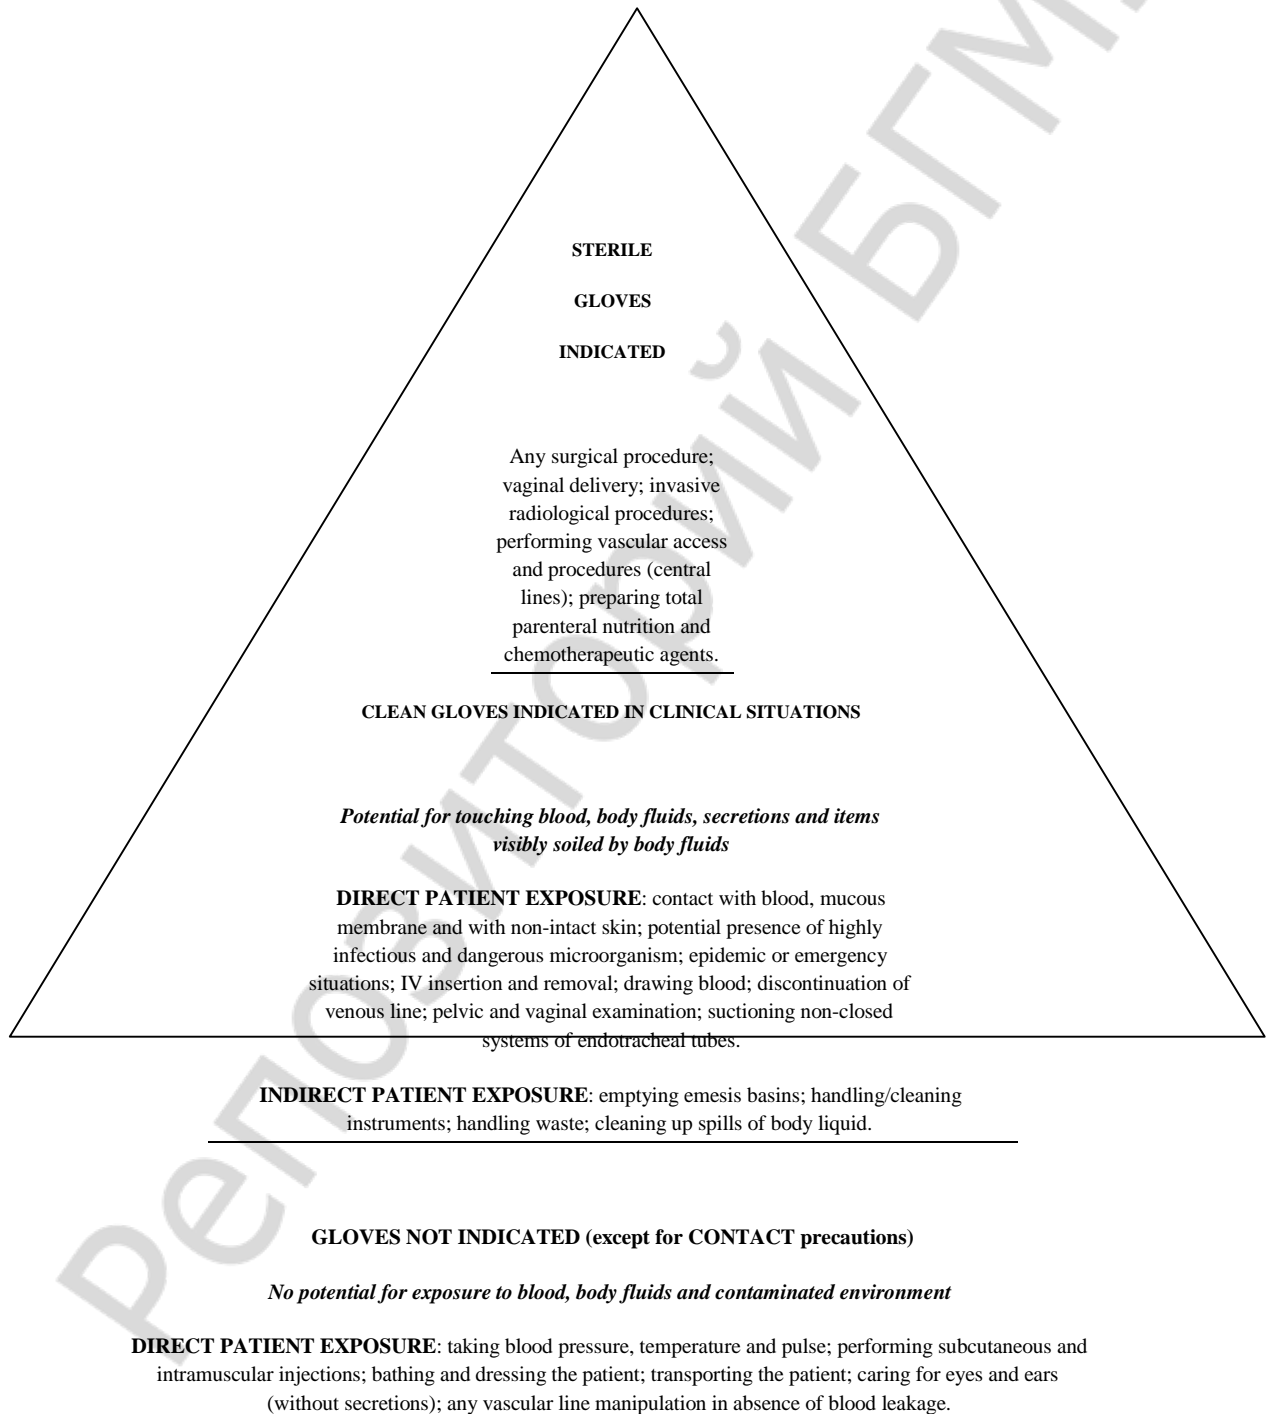 STERILE
GLOVES
INDICATED
Any surgical procedure;
vaginal delivery; invasive
radiological procedures;
performing vascular access
and procedures (central
lines); preparing total
parenteral nutrition and
chemotherapeutic agents.
CLEAN GLOVES INDICATED IN CLINICAL SITUATIONS
Potential for touching blood, body fluids, secretions and items
visibly soiled by body fluids
DIRECT PATIENT EXPOSURE: contact with blood, mucous
membrane and with non-intact skin; potential presence of highly
infectious and dangerous microorganism; epidemic or emergency
situations; IV insertion and removal; drawing blood; discontinuation of
venous line; pelvic and vaginal examination; suctioning non-closed
systems of endotracheal tubes.
INDIRECT PATIENT EXPOSURE: emptying emesis basins; handling/cleaning
instruments; handling waste; cleaning up spills of body liquid.
GLOVES NOT INDICATED (except for CONTACT precautions)
No potential for exposure to blood, body fluids and contaminated environment
DIRECT PATIENT EXPOSURE: taking blood pressure, temperature and pulse; performing subcutaneous and
intramuscular injections; bathing and dressing the patient; transporting the patient; caring for eyes and ears
(without secretions); any vascular line manipulation in absence of blood leakage.
Репозиторий